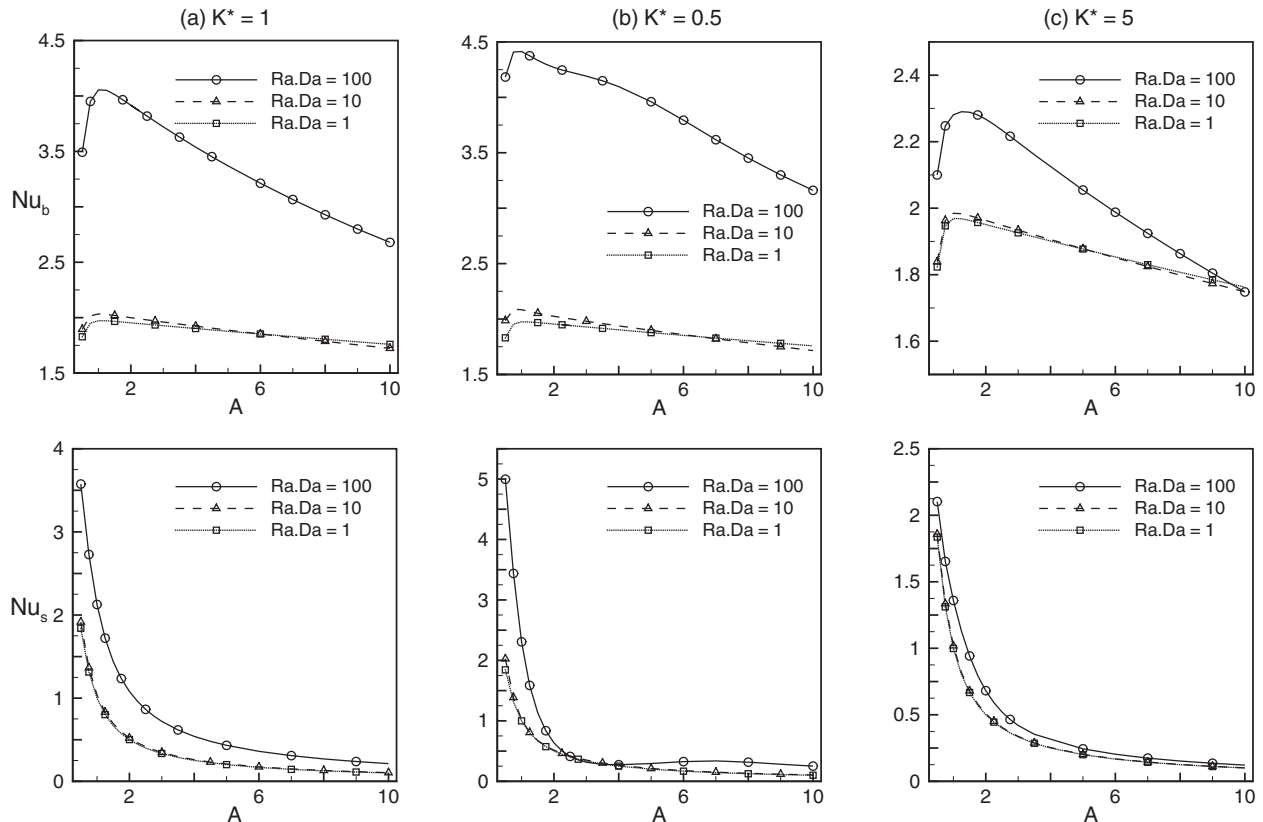 (a) K* = 1
4.5
3.5
Nu_b
2.5
1.5
2
6
10
A
Ra.Da = 100
Ra.Da = 10
Ra.Da = 1
(b) K* = 0.5
4.5
3.5
2.5
1.5
2
6
10
A
Ra.Da = 100
Ra.Da = 10
Ra.Da = 1
(c) K* = 5
2.4
2.2
2
1.8
1.6
2
6
10
A
Ra.Da = 100
Ra.Da = 10
Ra.Da = 1
4
3
2
Nu_s
1
0
2
6
10
A
Ra.Da = 100
Ra.Da = 10
Ra.Da = 1
5
4
3
2
1
0
2
6
10
A
Ra.Da = 100
Ra.Da = 10
Ra.Da = 1
2.5
2
1.5
1
0.5
0
2
6
10
A
Ra.Da = 100
Ra.Da = 10
Ra.Da = 1